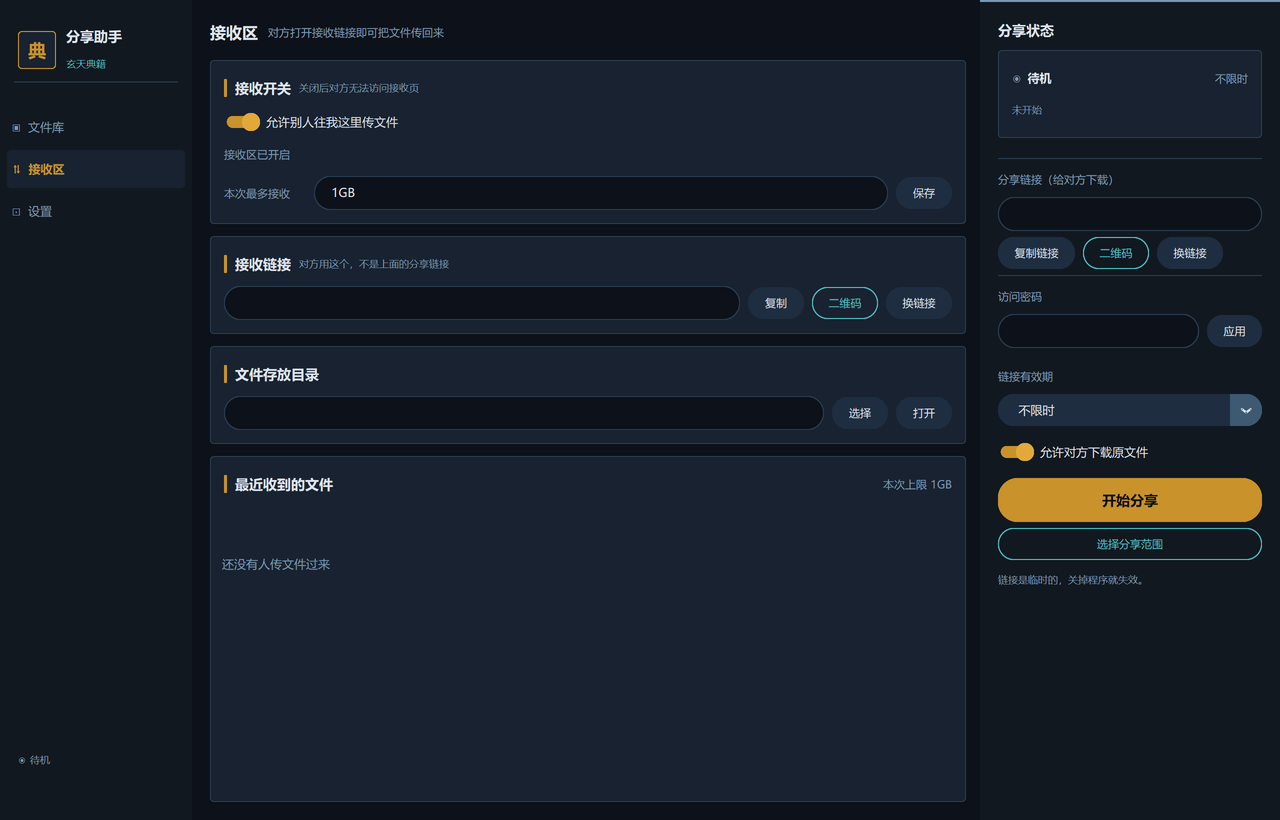 典
分享助手
玄天典籍
文件库
接收区
设置
待机
接收区 对方打开接收链接即可把文件传回来
接收开关 关闭后对方无法访问接收页
允许别人往我这里传文件
接收区已开启
本次最多接收 1GB 保存
接收链接 对方用这个，不是上面的分享链接
复制 二维码 换链接
文件存放目录
选择 打开
最近收到的文件 本次上限 1GB
还没有人传文件过来
分享状态
待机 不限时
未开始
分享链接（给对方下载）
复制链接 二维码 换链接
访问密码
应用
链接有效期
不限时
允许对方下载原文件
开始分享
选择分享范围
链接是临时的，关掉程序就失效。